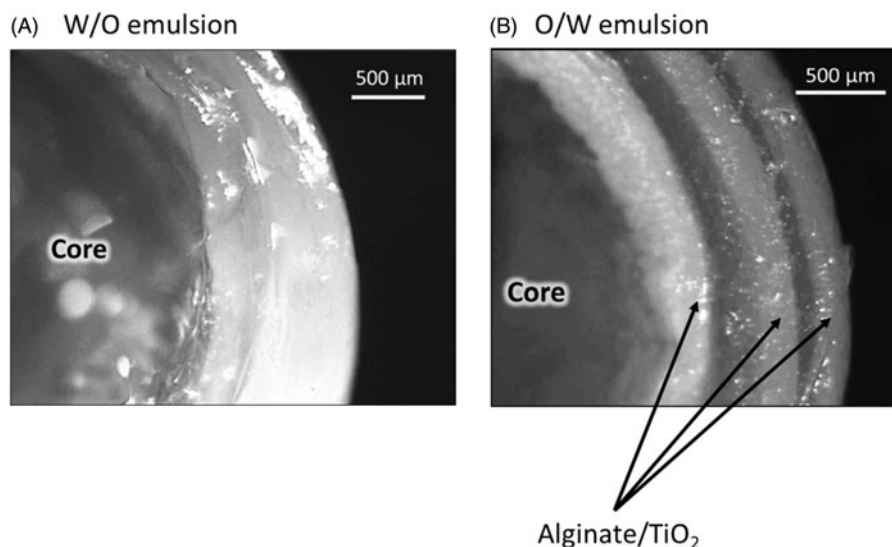 (A) W/O emulsion
500 µm
Core
(B) O/W emulsion
500 µm
Core
Alginate/TiO₂